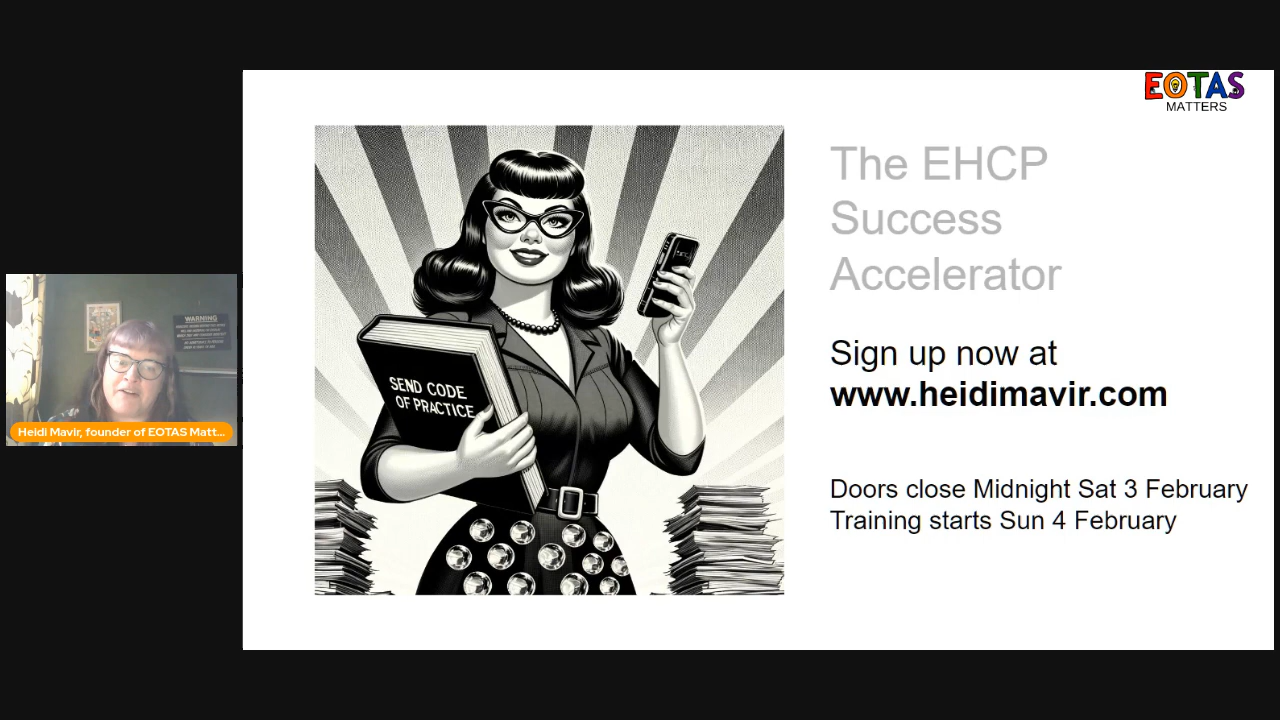 EOTAS
MATTERS
The EHCP
Success
Accelerator
Sign up now at
www.heidimavir.com
Doors close Midnight Sat 3 February
Training starts Sun 4 February
SEND CODE
OF PRACTICE
WARNING
Heidi Mavir, founder of EOTAS Matt...